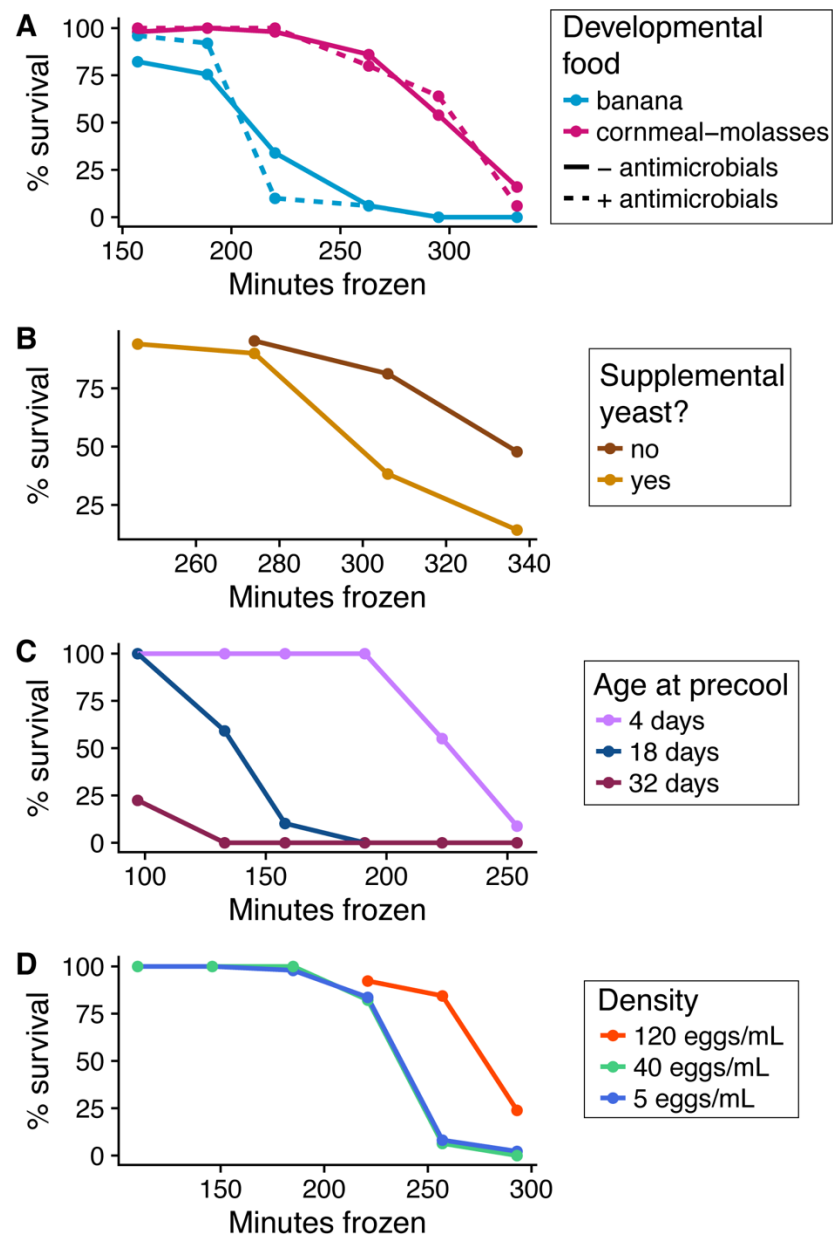 A
% survival
100
75
50
25
0
150
200
250
300
Minutes frozen
Developmental
food
banana
cornmeal−molasses
− antimicrobials
+ antimicrobials
B
% survival
75
50
25
260
280
300
320
340
Minutes frozen
Supplemental
yeast?
no
yes
C
% survival
100
75
50
25
0
100
150
200
250
Minutes frozen
Age at precool
4 days
18 days
32 days
D
% survival
100
75
50
25
0
150
200
250
300
Minutes frozen
Density
120 eggs/mL
40 eggs/mL
5 eggs/mL